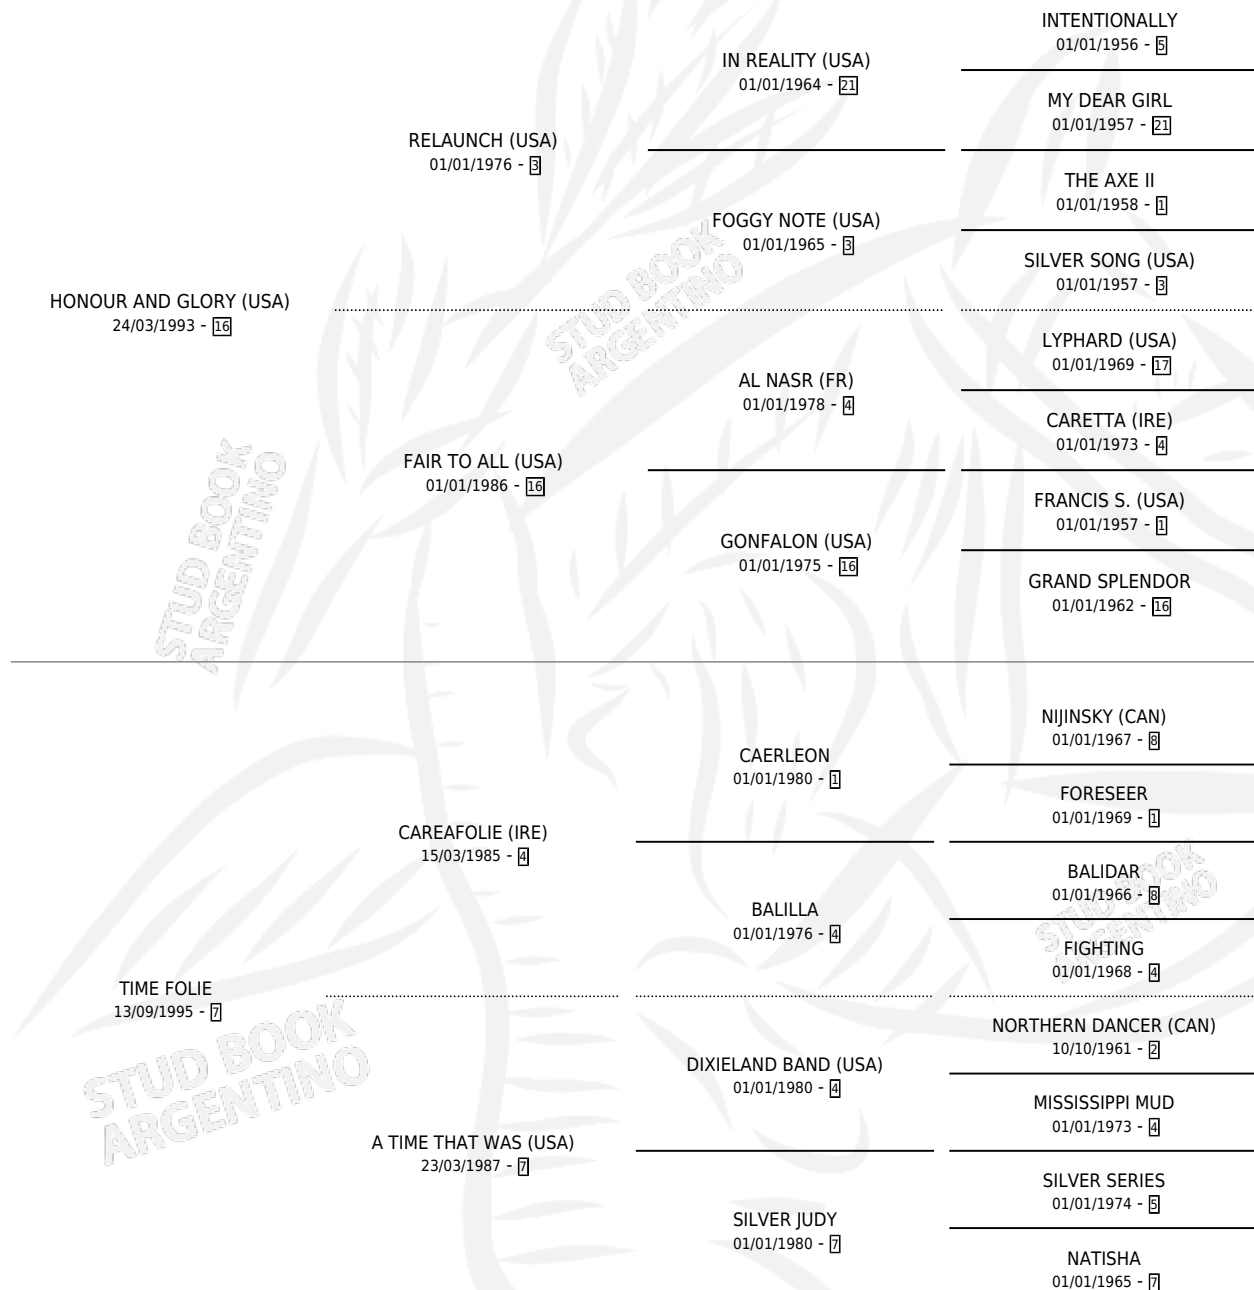 INTENTIONALLY
01/01/1956 - 5
IN REALITY (USA)
01/01/1964 - 21
MY DEAR GIRL
01/01/1957 - 21
RELAUNCH (USA)
01/01/1976 - 3
THE AXE II
01/01/1958 - 1
FOGGY NOTE (USA)
01/01/1965 - 3
SILVER SONG (USA)
01/01/1957 - 3
HONOUR AND GLORY (USA)
24/03/1993 - 16
LYPHARD (USA)
01/01/1969 - 17
AL NASR (FR)
01/01/1978 - 4
CARETTA (IRE)
01/01/1973 - 4
FAIR TO ALL (USA)
01/01/1986 - 16
FRANCIS S. (USA)
01/01/1957 - 1
GONFALON (USA)
01/01/1975 - 16
GRAND SPLENDOR
01/01/1962 - 16
NIJINSKY (CAN)
01/01/1967 - 8
CAERLEON
01/01/1980 - 1
FORESEER
01/01/1969 - 1
CAREAFOLIE (IRE)
15/03/1985 - 4
BALIDAR
01/01/1966 - 8
BALILLA
01/01/1976 - 4
FIGHTING
01/01/1968 - 4
TIME FOLIE
13/09/1995 - 7
NORTHERN DANCER (CAN)
10/10/1961 - 2
DIXIELAND BAND (USA)
01/01/1980 - 4
MISSISSIPPI MUD
01/01/1973 - 4
A TIME THAT WAS (USA)
23/03/1987 - 7
SILVER SERIES
01/01/1974 - 5
SILVER JUDY
01/01/1980 - 7
NATISHA
01/01/1965 - 7
STUD BOOK
ARGENTINO
STUD BOOK
ARGENTINO
STUD BOOK
ARGENTINO
STUD BOOK
ARGENTINO